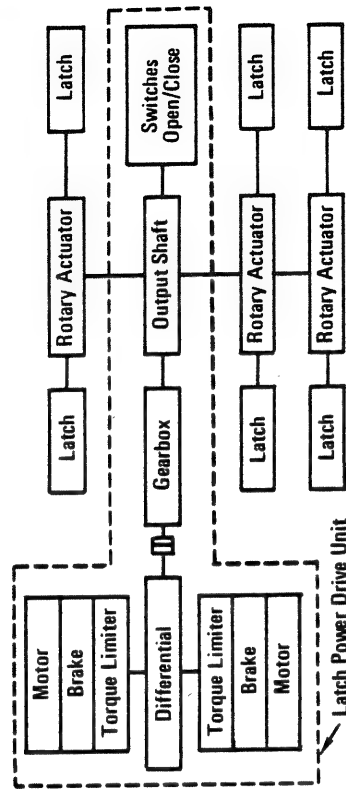 Motor
Brake
Torque Limiter
Differential
Torque Limiter
Brake
Motor
Latch Power Drive Unit
Gearbox
Output Shaft
Switches
Open/Close
Latch
Rotary Actuator
Latch
Latch
Rotary Actuator
Latch
Latch
Rotary Actuator
Latch